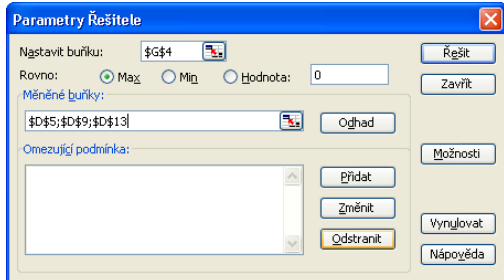 Parametry Řešitele
Nastavit buňku: $G$4 Řešit
Rovno: Max Min Hodnota: 0 Zavřít
Měněné buňky:
$D$5;$D$9;$D$13 Odhad
Omezující podmínka: Možnosti
Přidat
Změnit
Odstranit Vynulovat
Nápověda